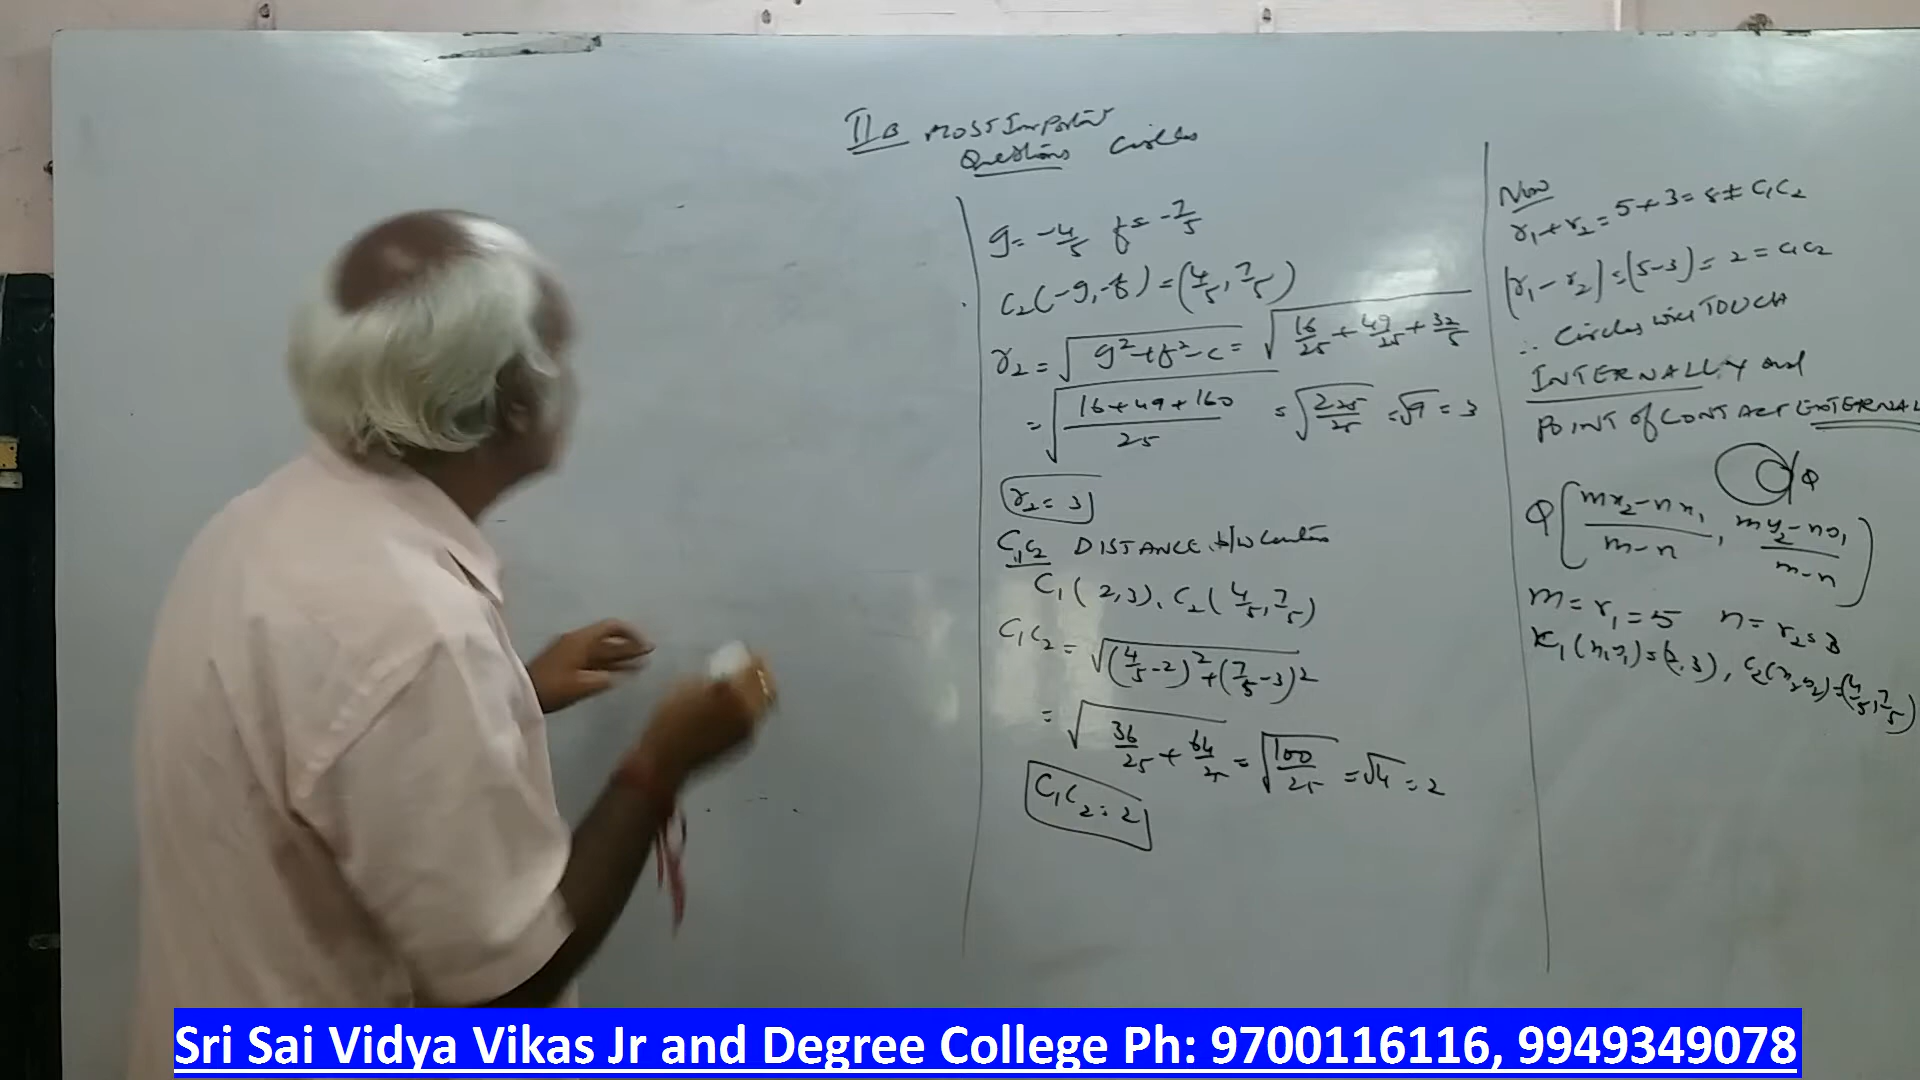 IIB MOST Important
Questions Circles
g = -4/5 f = -7/5
C₂(-g,-f) = (4/5, 7/5)
r₂ = √(g²+f²-c) = √(16/25 + 49/25 + 32/5)
= √((16+49+160)/25) = √(225/25) = √9 = 3
r₂ = 3
C₁C₂ DISTANCE b/w Centres
C₁(2,3), C₂(4/5, 7/5)
C₁C₂ = √((4/5-2)²+(7/5-3)²)
= √(36/25 + 64/25) = √(100/25) = √4 = 2
C₁C₂ = 2
Now
r₁+r₂ = 5+3 = 8 ≠ C₁C₂
|r₁-r₂| = |5-3| = 2 = C₁C₂
∴ Circles will TOUCH
INTERNALLY and
POINT of CONTACT EXTERNAL
Q
Q[(mx₂-nx₁)/(m-n), (my₂-ny₁)/(m-n)]
m = r₁ = 5 n = r₂ = 3
C₁(x₁,y₁) = (2,3), C₂(x₂,y₂) = (4/5, 7/5)
Sri Sai Vidya Vikas Jr and Degree College Ph: 9700116116, 9949349078